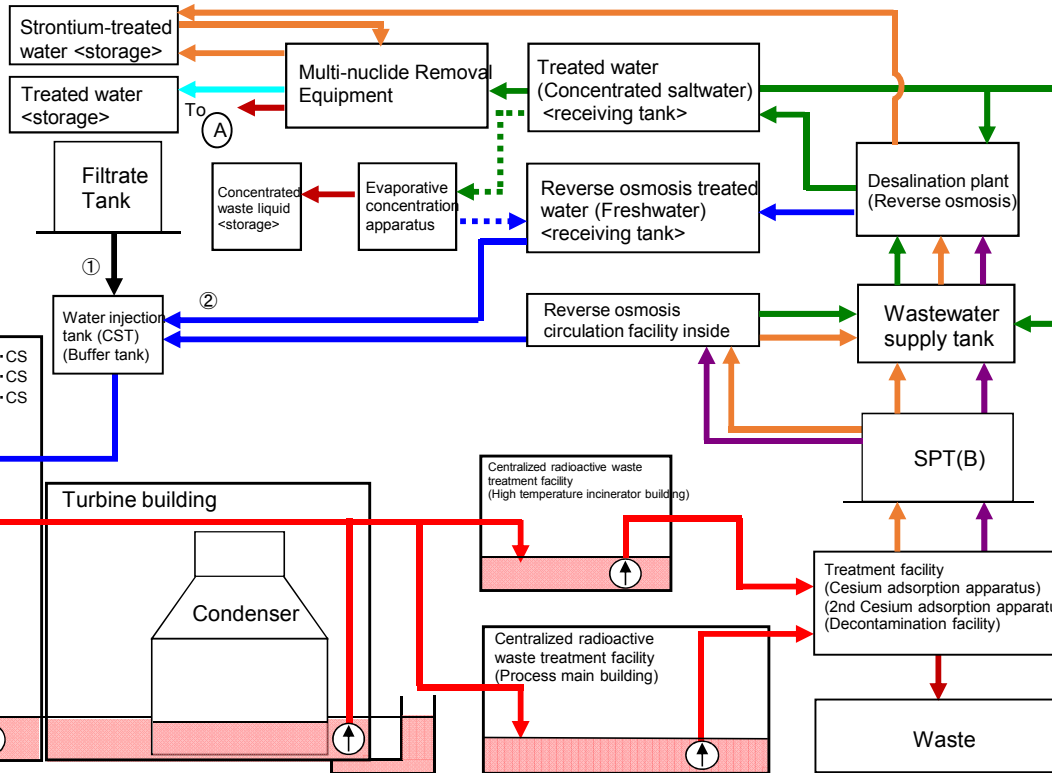 Strontium-treated
water <storage>
Multi-nuclide Removal
Equipment
Treated water
(Concentrated saltwater)
<receiving tank>
Treated water
<storage>
To
A
Filtrate
Tank
Concentrated
waste liquid
<storage>
Evaporative
concentration
apparatus
Reverse osmosis treated
water (Freshwater)
<receiving tank>
Desalination plant
(Reverse osmosis)
①
②
Water injection
tank (CST)
(Buffer tank)
Reverse osmosis
circulation facility inside
Wastewater
supply tank
・CS
・CS
・CS
SPT(B)
Turbine building
Centralized radioactive waste
treatment facility
(High temperature incinerator building)
Condenser
Treatment facility
(Cesium adsorption apparatus)
(2nd Cesium adsorption apparatu
(Decontamination facility)
Centralized radioactive
waste treatment facility
(Process main building)
Waste